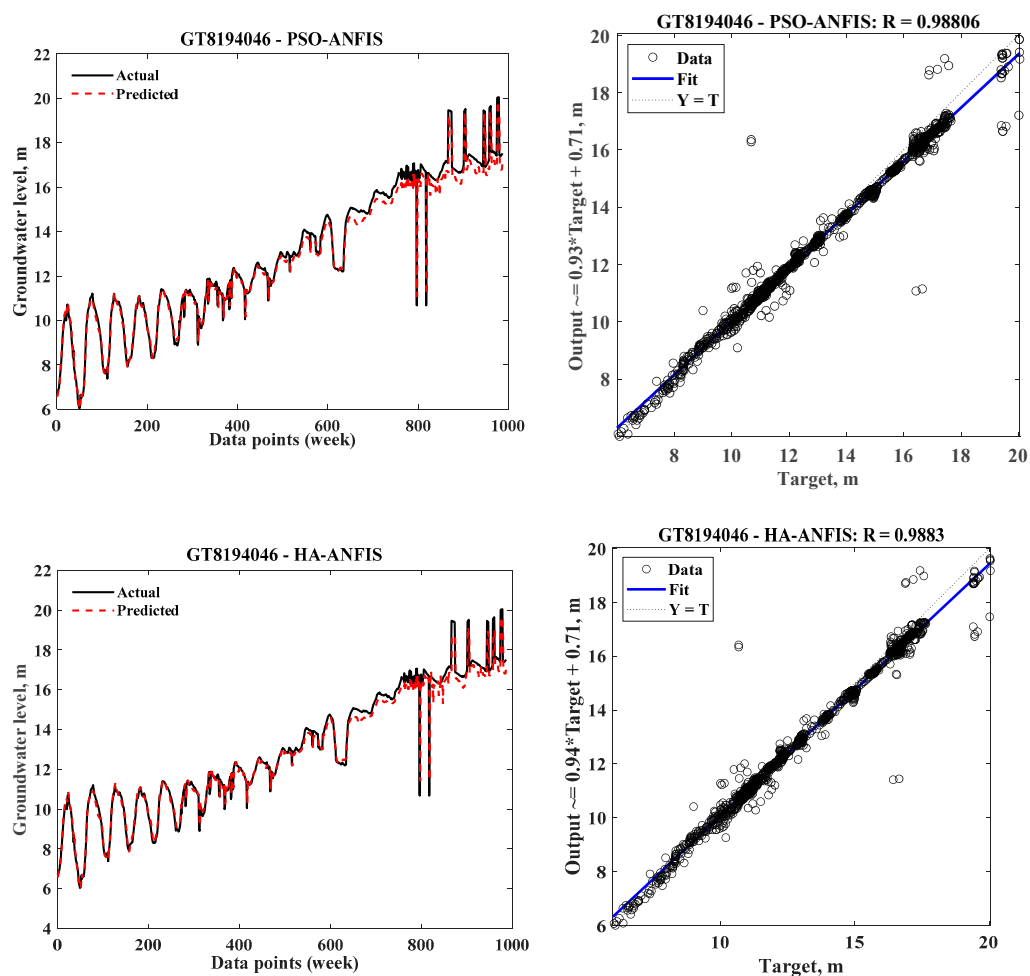 GT8194046 - PSO-ANFIS
22
20
18
16
14
12
10
8
6
Groundwater level, m
Actual
Predicted
0
200
400
600
800
1000
Data points (week)
GT8194046 - PSO-ANFIS: R = 0.98806
20
18
16
14
12
10
8
Output ~= 0.93*Target + 0.71, m
Data
Fit
Y = T
8
10
12
14
16
18
20
Target, m
GT8194046 - HA-ANFIS
22
20
18
16
14
12
10
8
6
4
Groundwater level, m
Actual
Predicted
0
200
400
600
800
1000
Data points (week)
GT8194046 - HA-ANFIS: R = 0.9883
20
18
16
14
12
10
8
6
Output ~= 0.94*Target + 0.71, m
Data
Fit
Y = T
10
15
20
Target, m